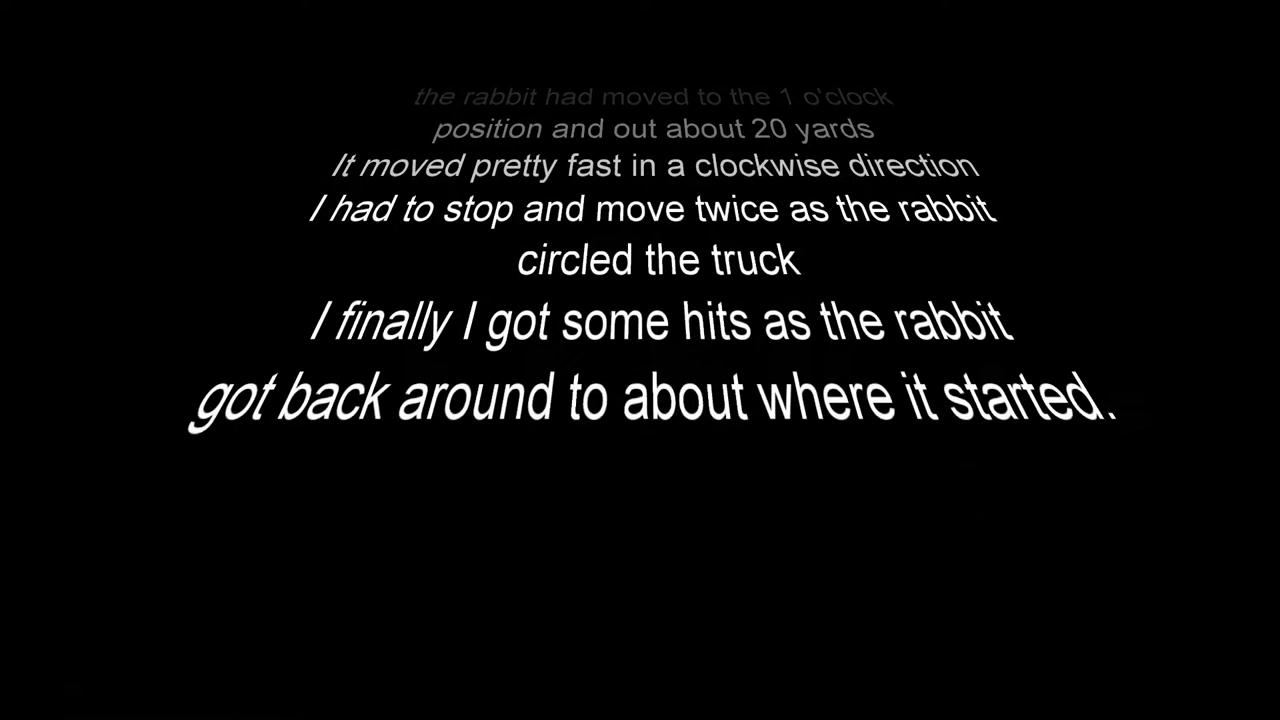 the rabbit had moved to the 1 o'clock
position and out about 20 yards
It moved pretty fast in a clockwise direction
I had to stop and move twice as the rabbit
circled the truck
I finally I got some hits as the rabbit
got back around to about where it started.